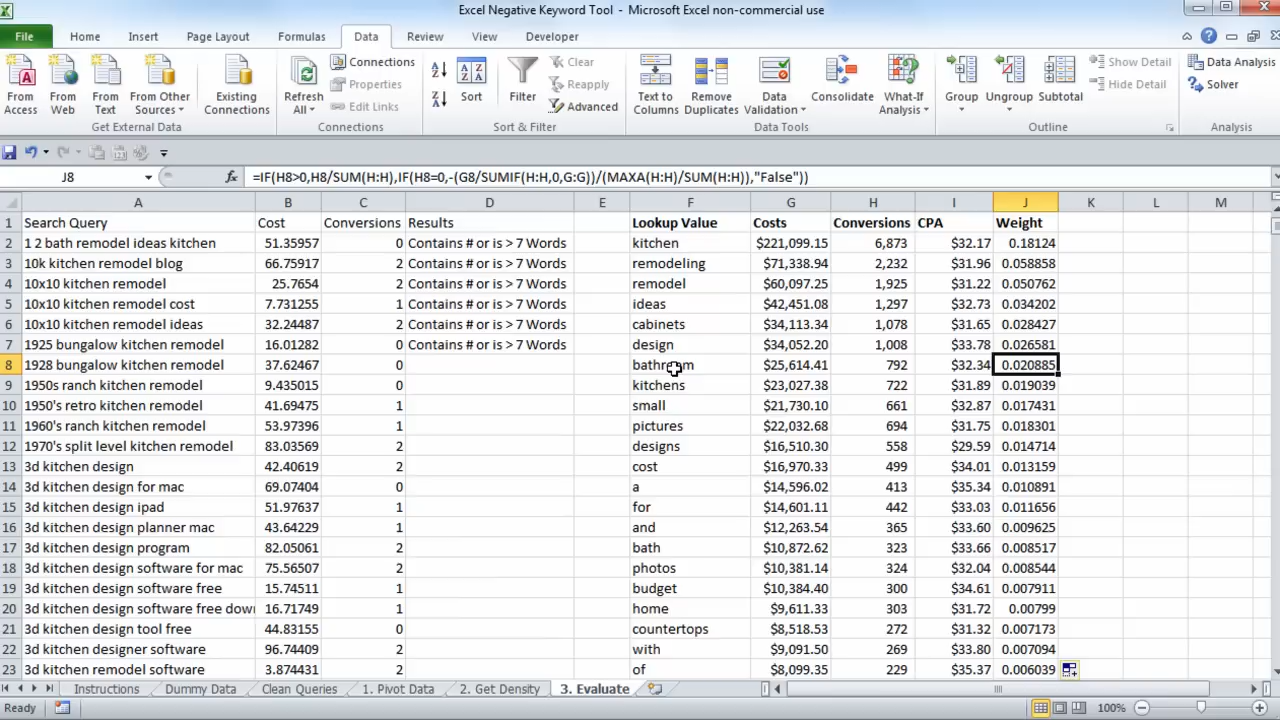 Excel Negative Keyword Tool - Microsoft Excel non-commercial use
File Home Insert Page Layout Formulas Data Review View Developer
From Access From Web From Text From Other Sources Existing Connections Refresh All Connections Properties Edit Links Sort Filter Clear Reapply Advanced Text to Columns Remove Duplicates Data Validation Consolidate What-If Analysis Group Ungroup Subtotal Show Detail Hide Detail Data Analysis Solver
Get External Data Connections Sort & Filter Data Tools Outline Analysis
J8 fx =IF(H8>0,H8/SUM(H:H),IF(H8=0,-(G8/SUMIF(H:H,0,G:G))/(MAXA(H:H)/SUM(H:H)),"False"))
A B C D E F G H I J K L M
1 Search Query Cost Conversions Results Lookup Value Costs Conversions CPA Weight
2 1 2 bath remodel ideas kitchen 51.35957 0 Contains # or is > 7 Words kitchen $221,099.15 6,873 $32.17 0.18124
3 10k kitchen remodel blog 66.75917 2 Contains # or is > 7 Words remodeling $71,338.94 2,232 $31.96 0.058858
4 10x10 kitchen remodel 25.7654 2 Contains # or is > 7 Words remodel $60,097.25 1,925 $31.22 0.050762
5 10x10 kitchen remodel cost 7.731255 1 Contains # or is > 7 Words ideas $42,451.08 1,297 $32.73 0.034202
6 10x10 kitchen remodel ideas 32.24487 2 Contains # or is > 7 Words cabinets $34,113.34 1,078 $31.65 0.028427
7 1925 bungalow kitchen remodel 16.01282 0 Contains # or is > 7 Words design $34,052.20 1,008 $33.78 0.026581
8 1928 bungalow kitchen remodel 37.62467 0 bathroom $25,614.41 792 $32.34 0.020885
9 1950s ranch kitchen remodel 9.435015 0 kitchens $23,027.38 722 $31.89 0.019039
10 1950's retro kitchen remodel 41.69475 1 small $21,730.10 661 $32.87 0.017431
11 1960's ranch kitchen remodel 53.97396 1 pictures $22,032.68 694 $31.75 0.018301
12 1970's split level kitchen remodel 83.03569 2 designs $16,510.30 558 $29.59 0.014714
13 3d kitchen design 42.40619 2 cost $16,970.33 499 $34.01 0.013159
14 3d kitchen design for mac 69.07404 0 a $14,596.02 413 $35.34 0.010891
15 3d kitchen design ipad 51.97637 1 for $14,601.11 442 $33.03 0.011656
16 3d kitchen design planner mac 43.64229 1 and $12,263.54 365 $33.60 0.009625
17 3d kitchen design program 82.05061 2 bath $10,872.62 323 $33.66 0.008517
18 3d kitchen design software for mac 75.56507 2 photos $10,381.14 324 $32.04 0.008544
19 3d kitchen design software free 15.74511 1 budget $10,384.40 300 $34.61 0.007911
20 3d kitchen design software free dow 16.71749 1 home $9,611.33 303 $31.72 0.00799
21 3d kitchen design tool free 44.83155 0 countertops $8,518.53 272 $31.32 0.007173
22 3d kitchen designer software 96.74409 2 with $9,091.50 269 $33.80 0.007094
23 3d kitchen remodel software 3.874431 2 of $8,099.35 229 $35.37 0.006039
Instructions Dummy Data Clean Queries 1. Pivot Data 2. Get Density 3. Evaluate
Ready 100%